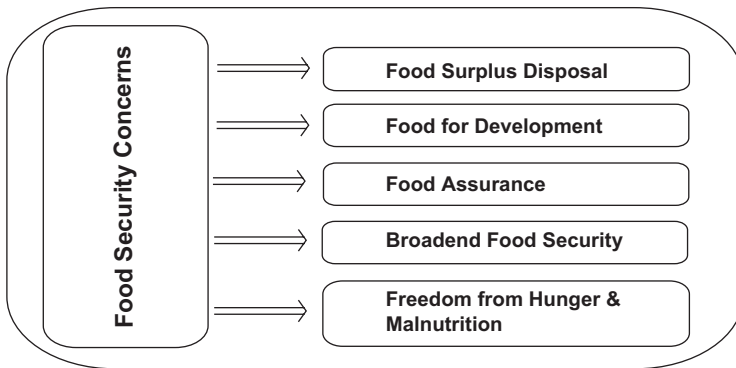 Food Security Concerns
Food Surplus Disposal
Food for Development
Food Assurance
Broadend Food Security
Freedom from Hunger &
Malnutrition